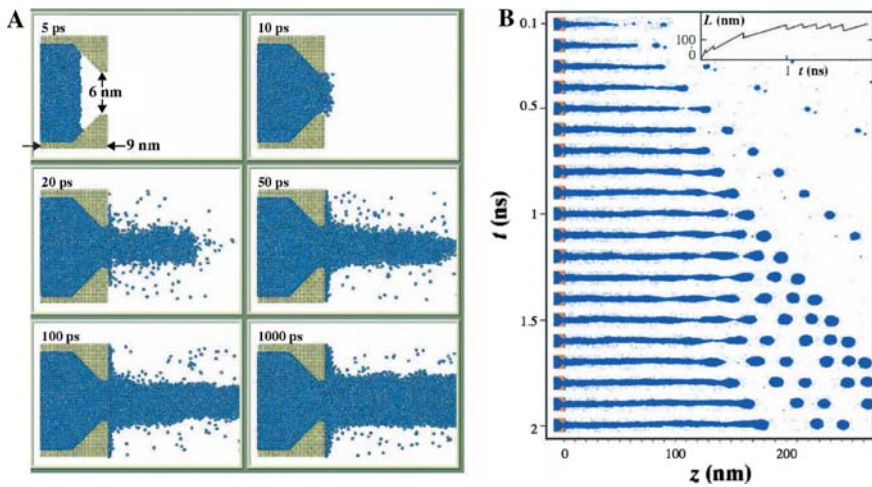 A
5 ps
6 nm
9 nm
10 ps
20 ps
50 ps
100 ps
1000 ps
B
L (nm)
100
0
1 t (ns)
0.1
0.5
1
1.5
2
t (ns)
0 100 200
z (nm)